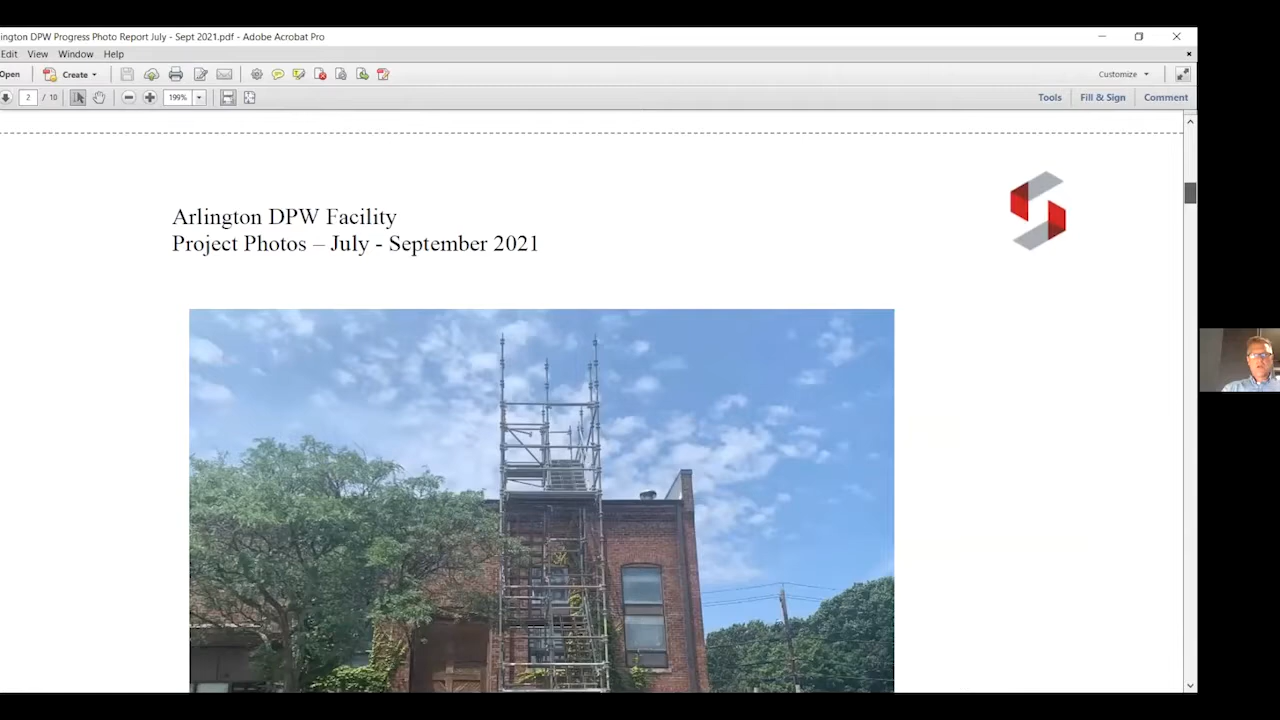 ington DPW Progress Photo Report July - Sept 2021.pdf - Adobe Acrobat Pro
Edit View Window Help
Open Create Customize
2 / 10 199% Tools Fill & Sign Comment
Arlington DPW Facility
Project Photos – July - September 2021